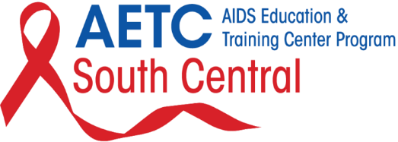 AETC
AIDS Education &
Training Center Program
South Central